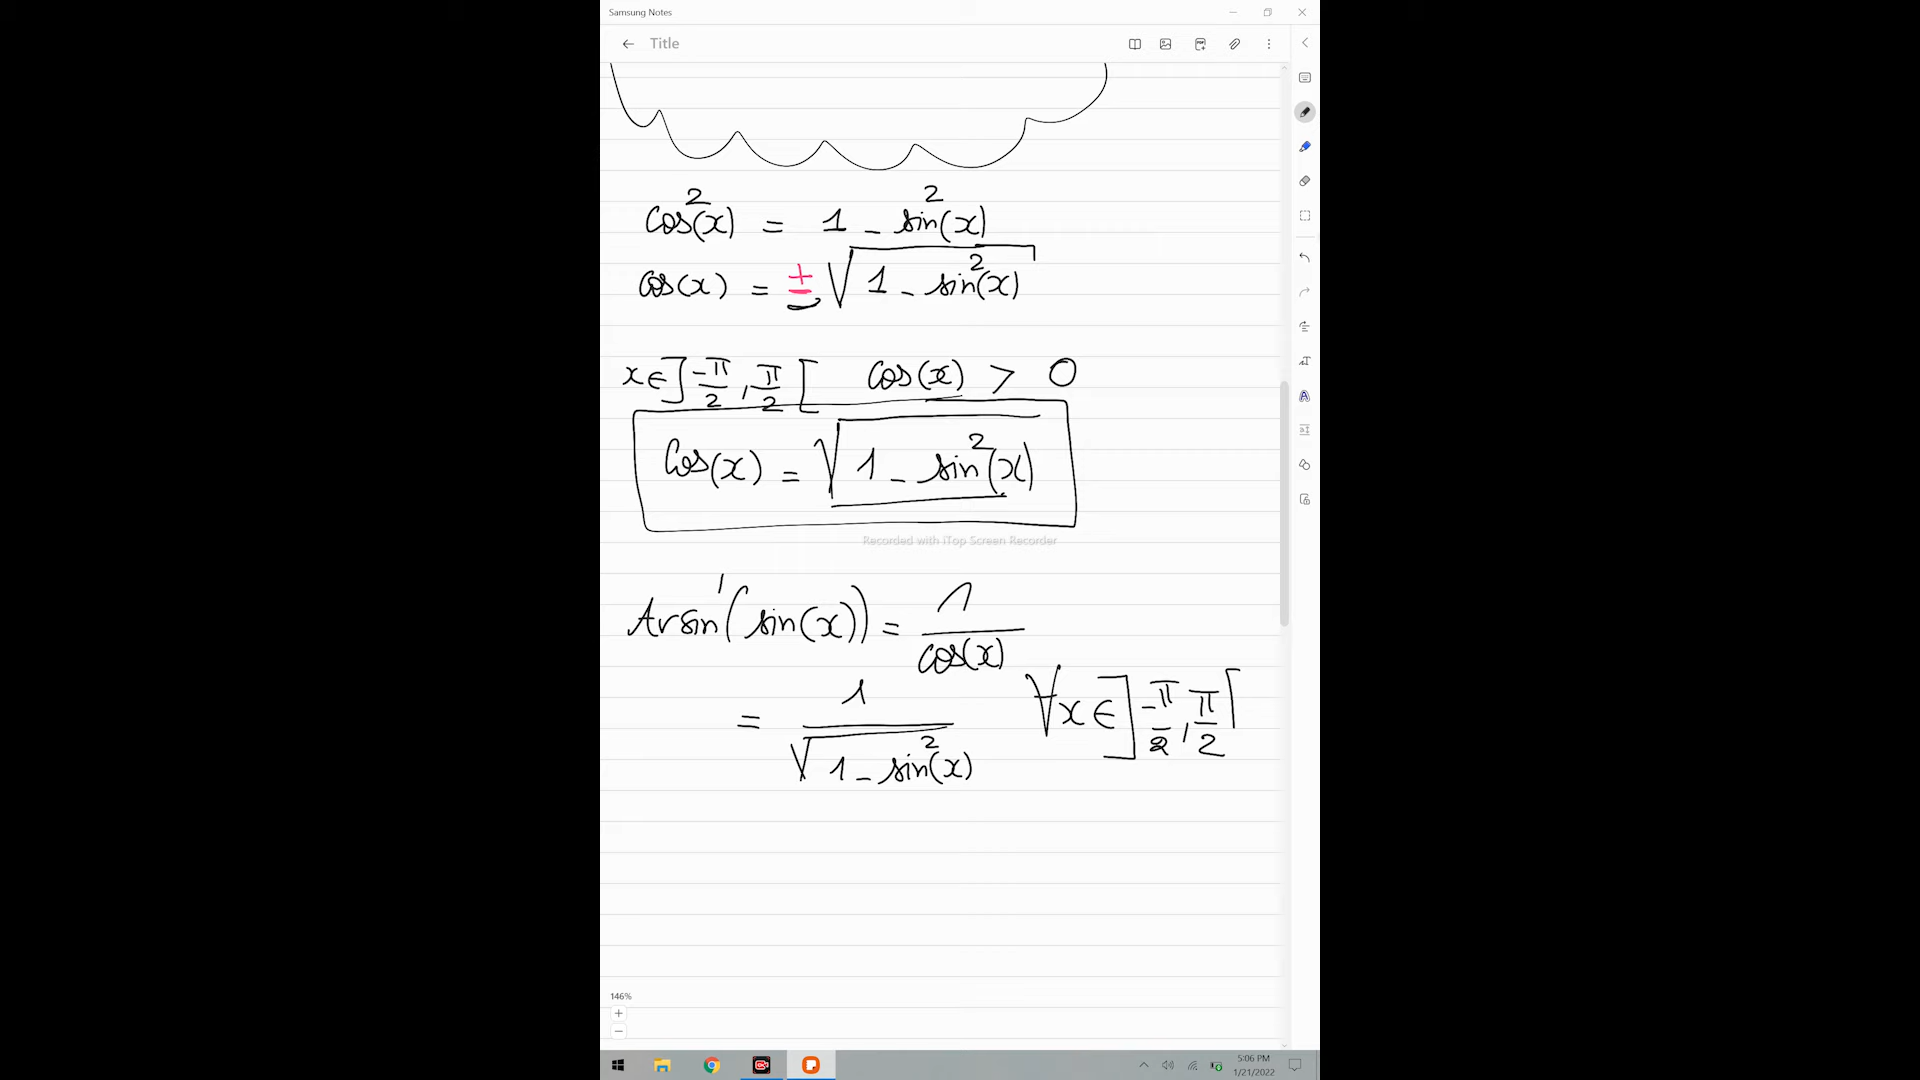 Samsung Notes
Title
cos²(x) = 1 - sin²(x)
cos(x) = ± √(1 - sin²(x))
x ∈ ]-π/2, π/2[ cos(x) > 0
Cos(x) = √(1 - sin²(x))
Recorded with iTop Screen Recorder
Arsin'(sin(x)) = 1/cos(x)
= 1/√(1 - sin²(x)) ∀x ∈ ]-π/2, π/2[
146%
5:06 PM
1/21/2022